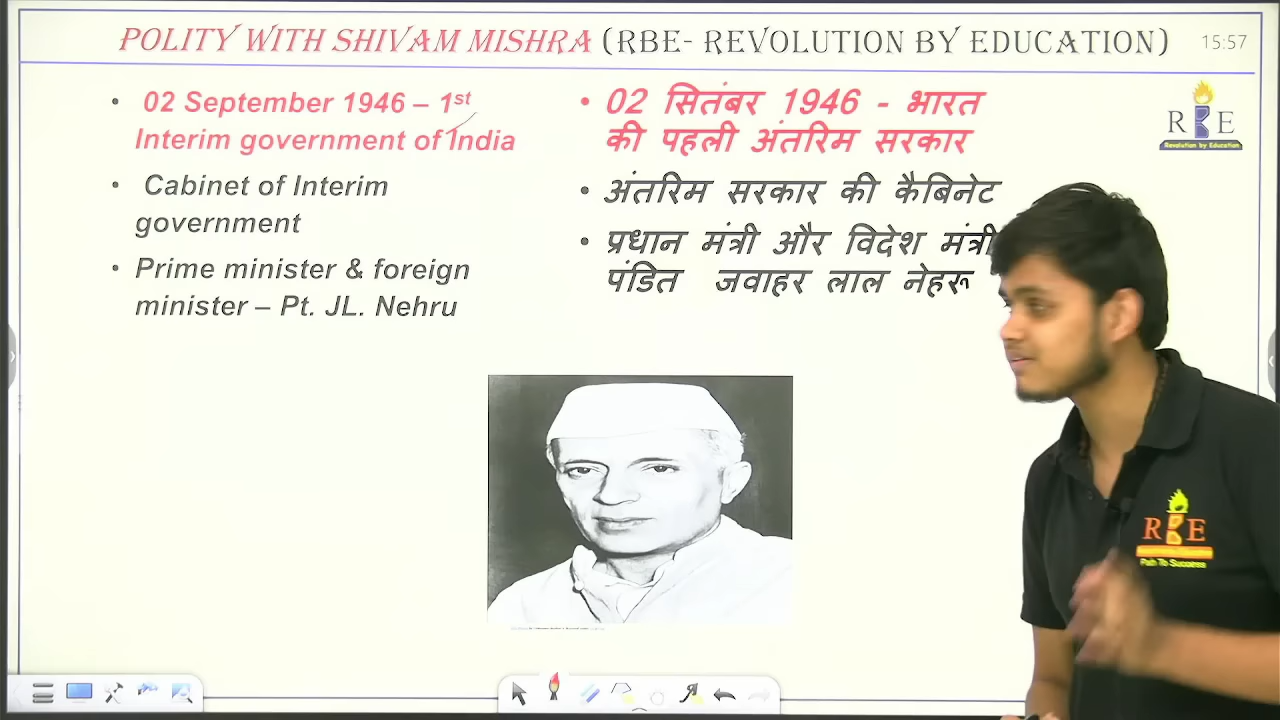 POLITY WITH SHIVAM MISHRA (RBE- REVOLUTION BY EDUCATION)
15:57
• 02 September 1946 – 1st
Interim government of India
• Cabinet of Interim
government
• Prime minister & foreign
minister – Pt. JL. Nehru
• 02 सितंबर 1946 - भारत
की पहली अंतरिम सरकार
• अंतरिम सरकार की कैबिनेट
• प्रधान मंत्री और विदेश मंत्री
पंडित जवाहर लाल नेहरू
RBE
Revolution by Education
RBE
Path To Success